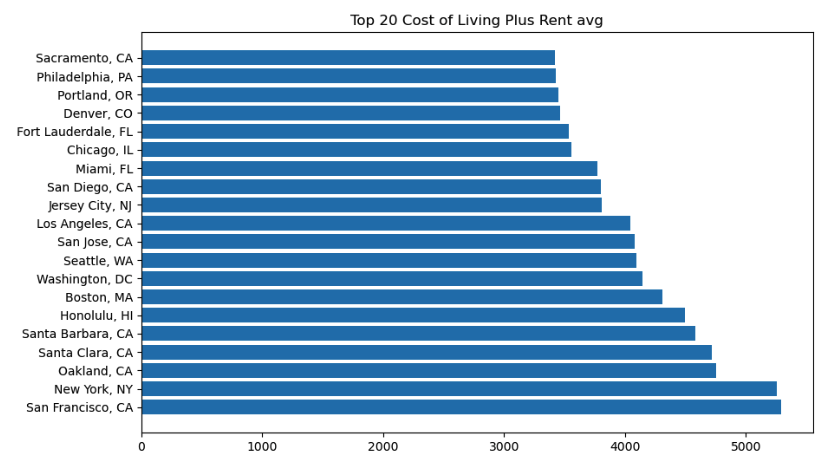 Top 20 Cost of Living Plus Rent avg
Sacramento, CA
Philadelphia, PA
Portland, OR
Denver, CO
Fort Lauderdale, FL
Chicago, IL
Miami, FL
San Diego, CA
Jersey City, NJ
Los Angeles, CA
San Jose, CA
Seattle, WA
Washington, DC
Boston, MA
Honolulu, HI
Santa Barbara, CA
Santa Clara, CA
Oakland, CA
New York, NY
San Francisco, CA
0 1000 2000 3000 4000 5000